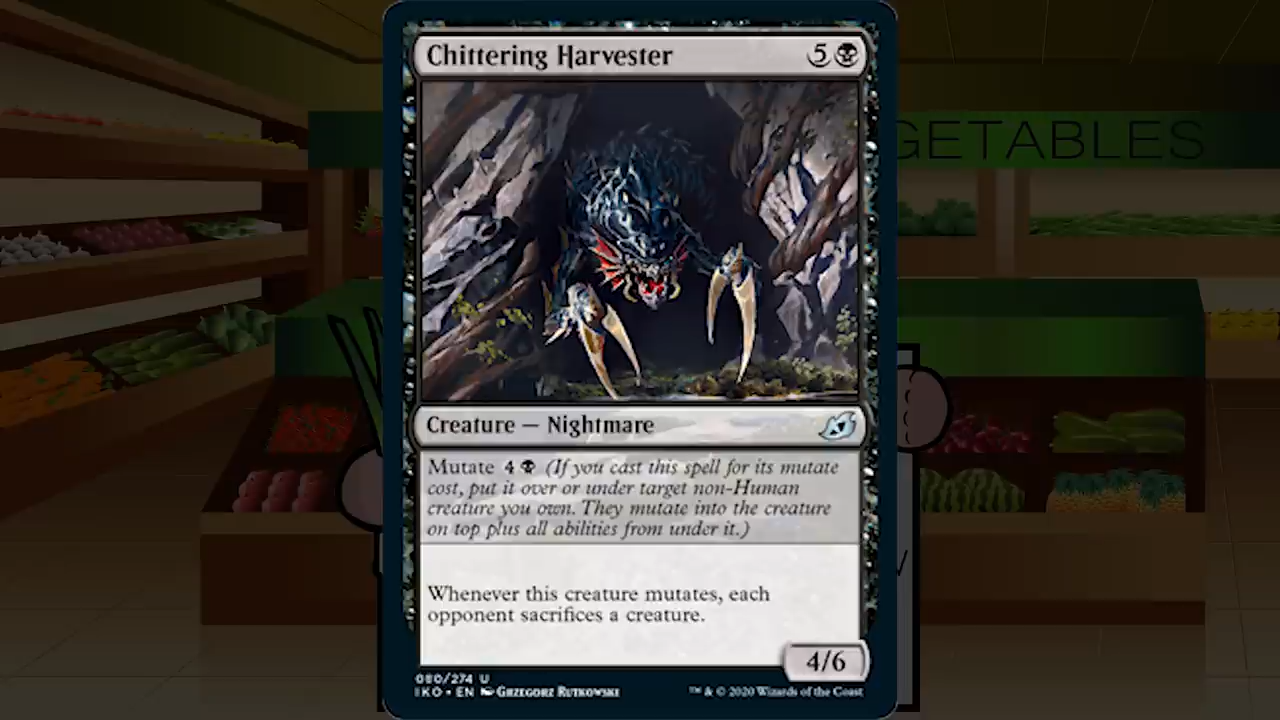 Chittering Harvester 5
GETABLES
Creature — Nightmare
Mutate 4 (If you cast this spell for its mutate
cost, put it over or under target non-Human
creature you own. They mutate into the creature
on top plus all abilities from under it.)
Whenever this creature mutates, each
opponent sacrifices a creature.
4/6
080/274 U
IKO • EN GRZEGORZ RUTKOWSKI
™ & © 2020 Wizards of the Coast